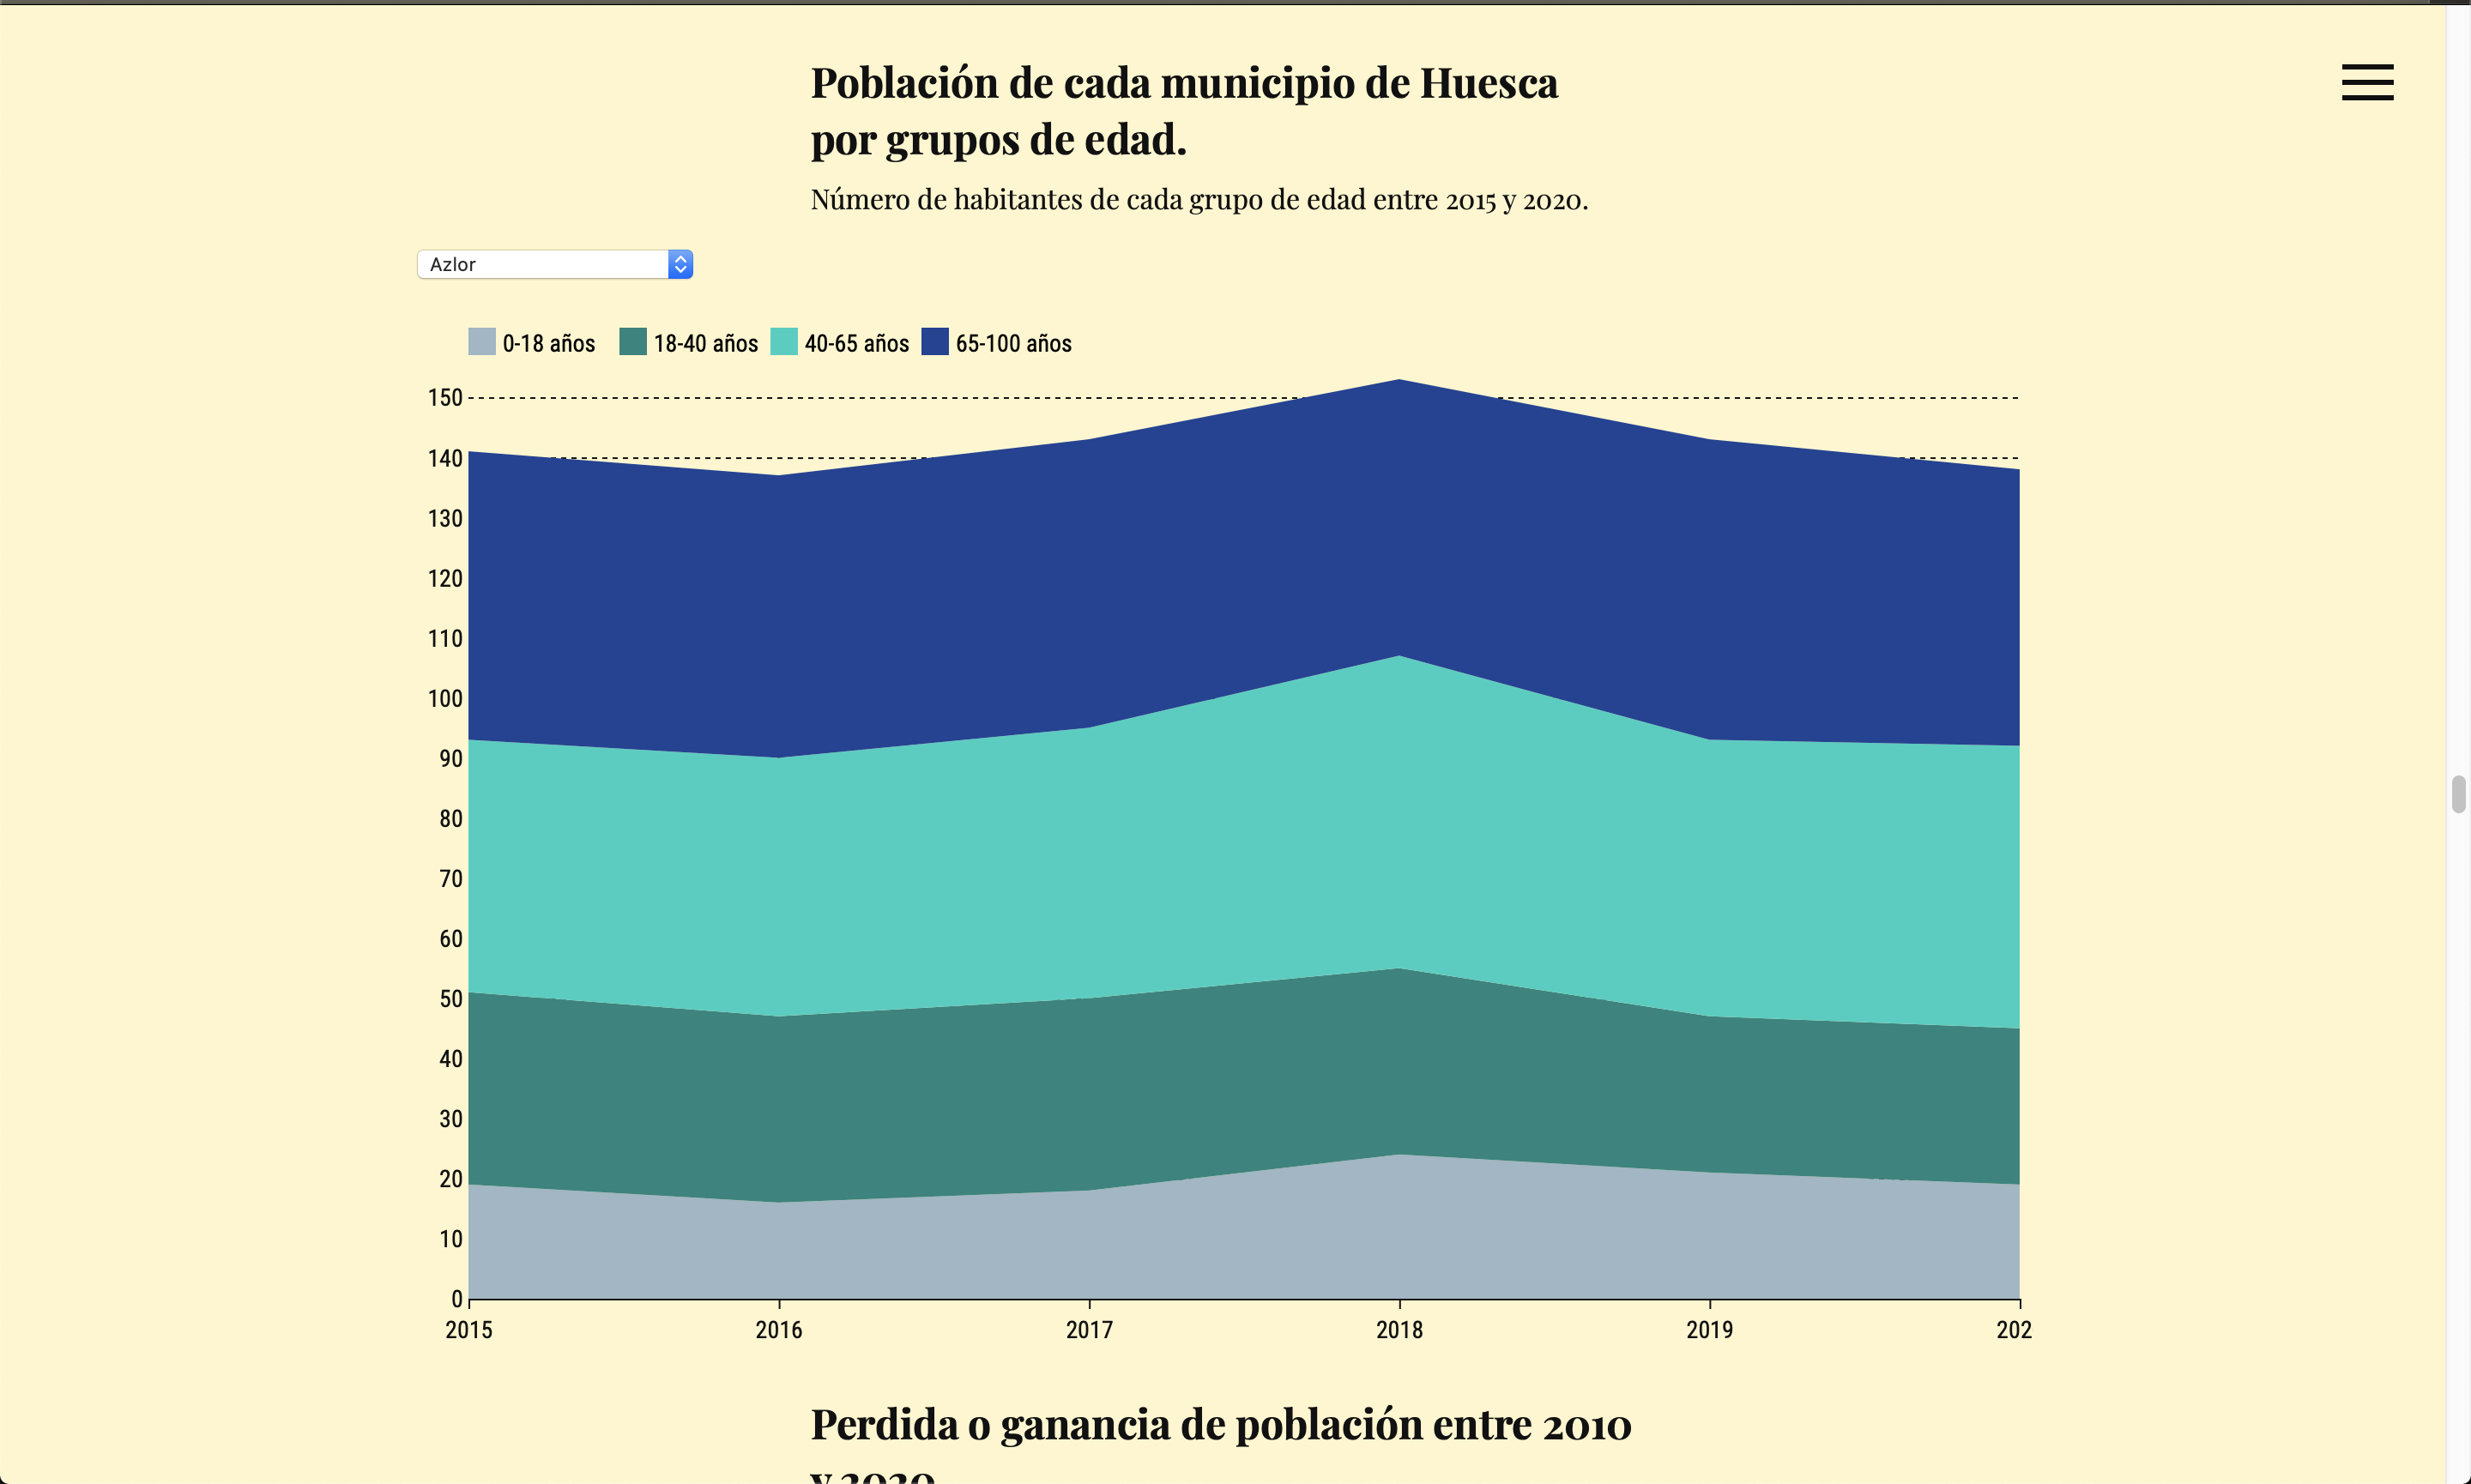 Población de cada municipio de Huesca
por grupos de edad.
Número de habitantes de cada grupo de edad entre 2015 y 2020.
Azlor
0-18 años 18-40 años 40-65 años 65-100 años
150
140
130
120
110
100
90
80
70
60
50
40
30
20
10
0
2015 2016 2017 2018 2019 202
Perdida o ganancia de población entre 2010
y 2020